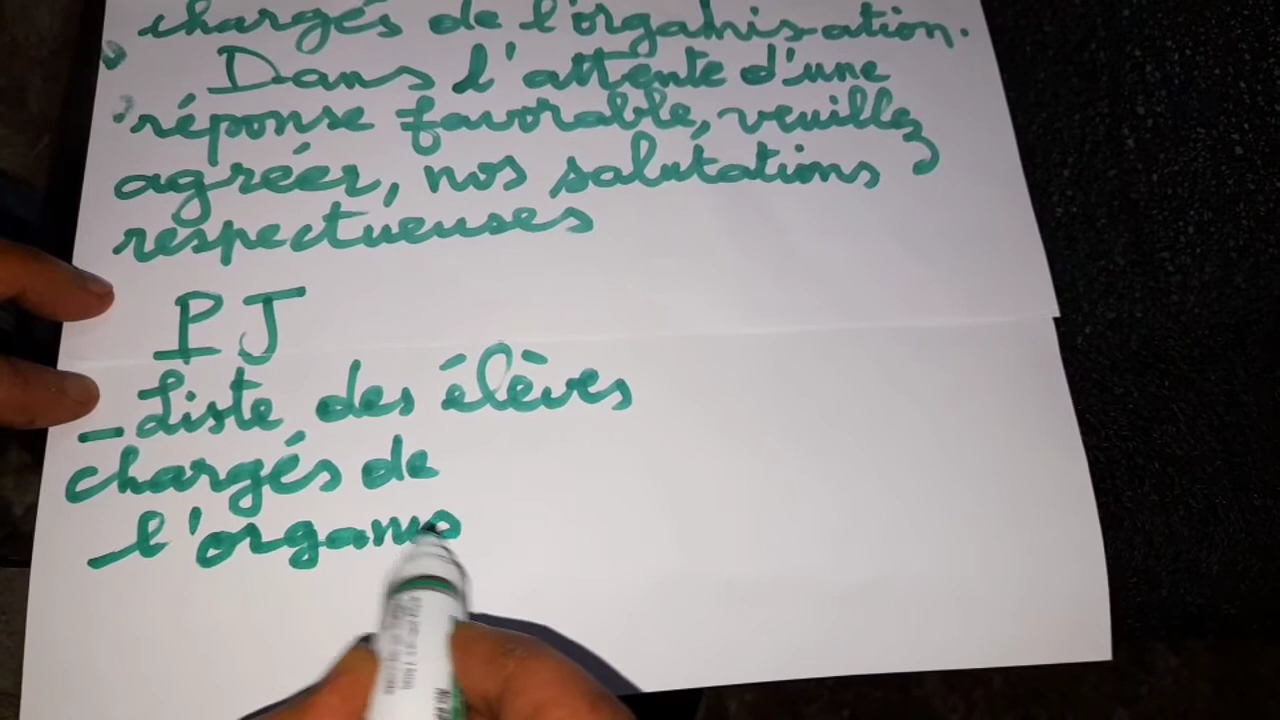 chargés de l'organisation.
Dans l'attente d'une
réponse favorable, veuillez
agréer, nos salutations
respectueuses
PJ
- Liste des élèves
chargés de
l'organis